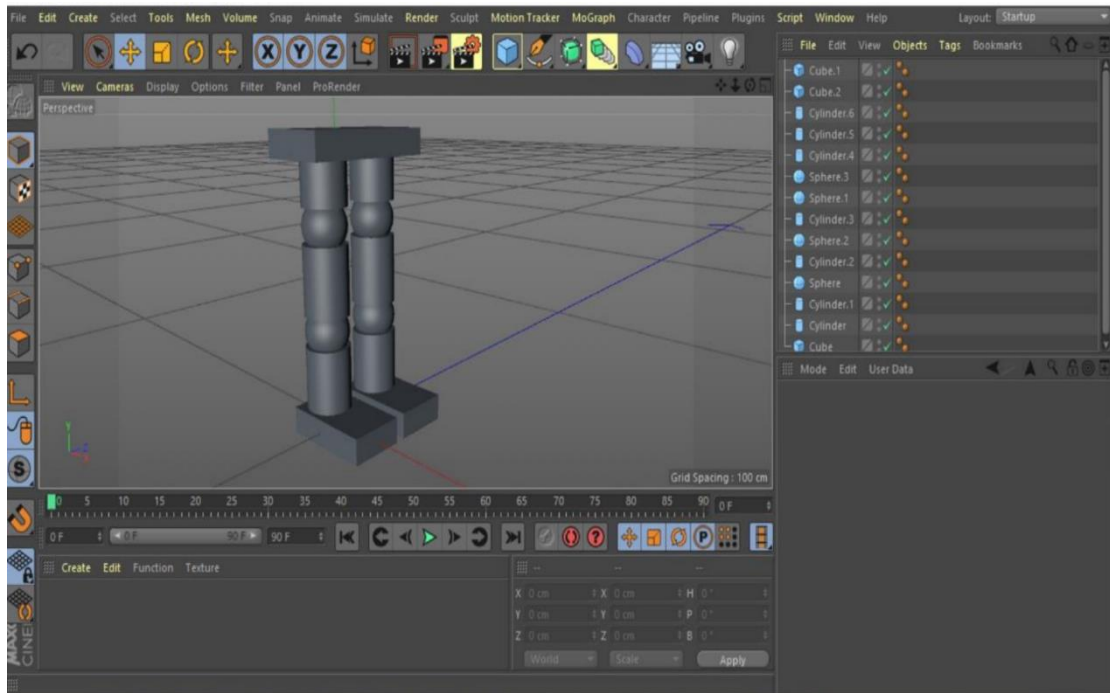 File Edit Create Select Tools Mesh Volume Snap Animate Simulate Render Sculpt Motion Tracker MoGraph Character Pipeline Plugins Script Window Help Layout: Startup
X Y Z
File Edit View Objects Tags Bookmarks
View Cameras Display Options Filter Panel ProRender
Perspective
Cube.1
Cube.2
Cylinder.6
Cylinder.5
Cylinder.4
Sphere.3
Sphere.1
Cylinder.3
Sphere.2
Cylinder.2
Sphere
Cylinder.1
Cylinder
Cube
Mode Edit User Data
Y
Z
X
S
Grid Spacing : 100 cm
0 5 10 15 20 25 30 35 40 45 50 55 60 65 70 75 80 85 90 0 F
0 F 0 F 90 F 90 F ? P
Create Edit Function Texture
-- -- --
X 0 cm X 0 cm H 0°
Y 0 cm Y 0 cm P 0°
Z 0 cm Z 0 cm B 0°
World Scale Apply